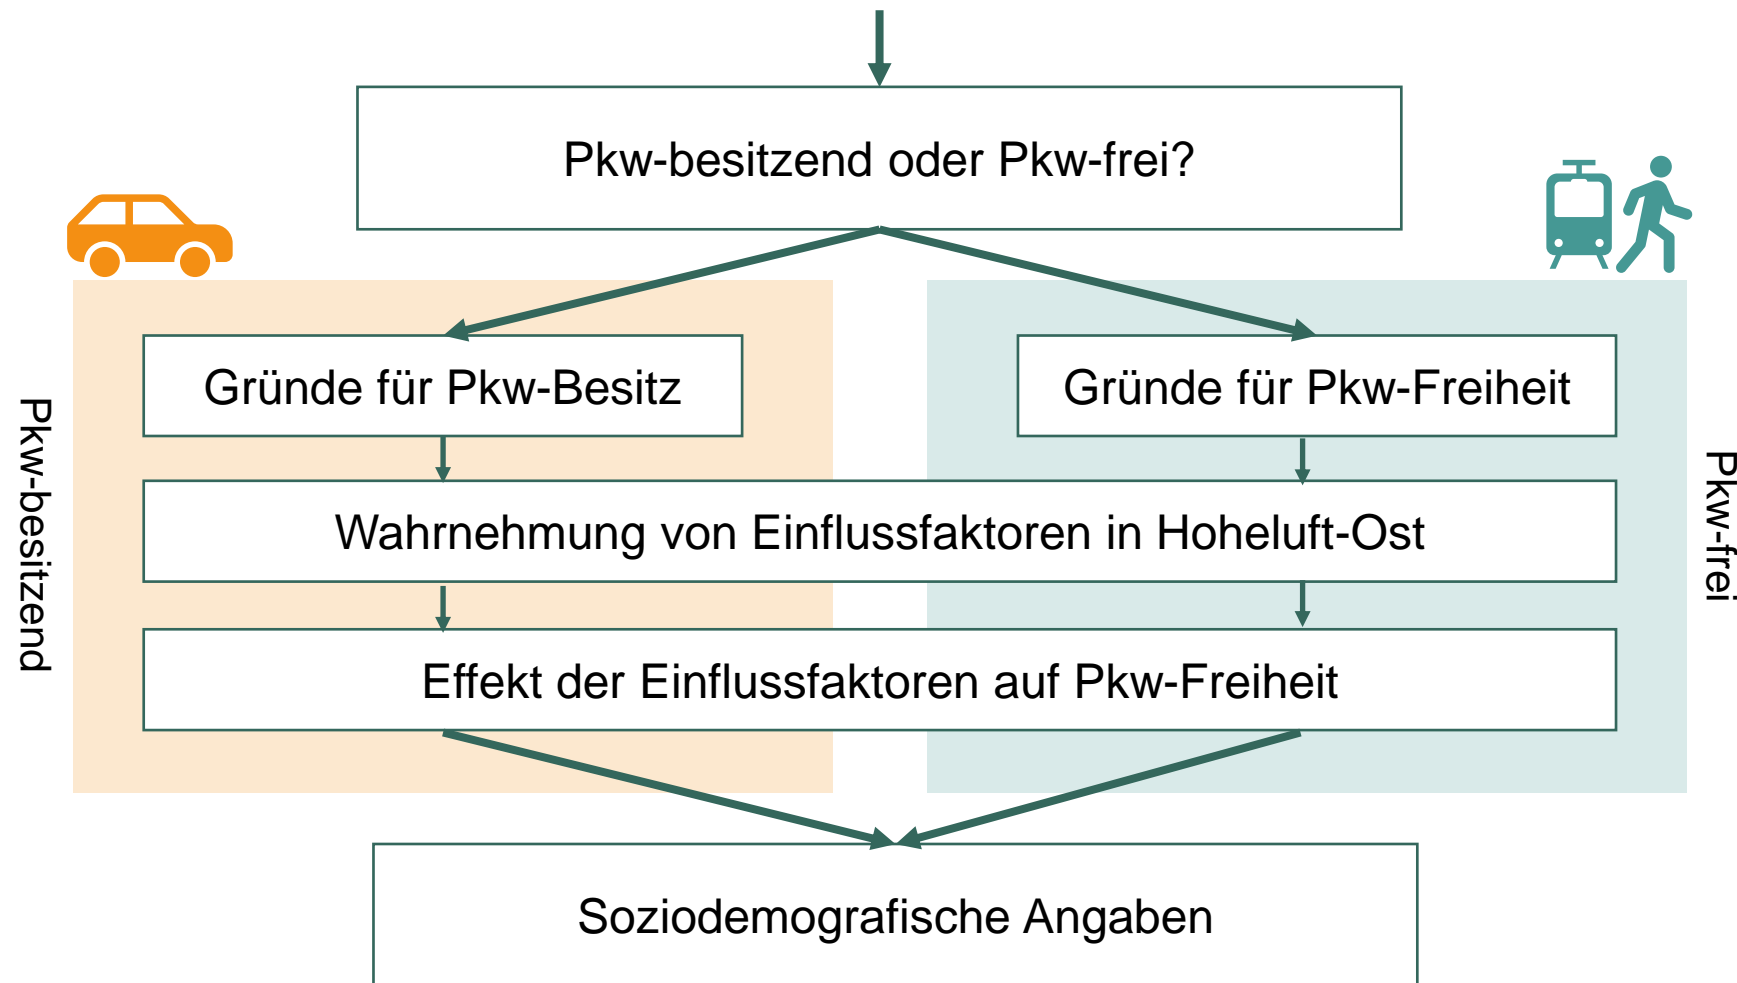 Pkw-besitzend oder Pkw-frei?
Gründe für Pkw-Besitz
Gründe für Pkw-Freiheit
Pkw-besitzend
Pkw-frei
Wahrnehmung von Einflussfaktoren in Hoheluft-Ost
Effekt der Einflussfaktoren auf Pkw-Freiheit
Soziodemografische Angaben